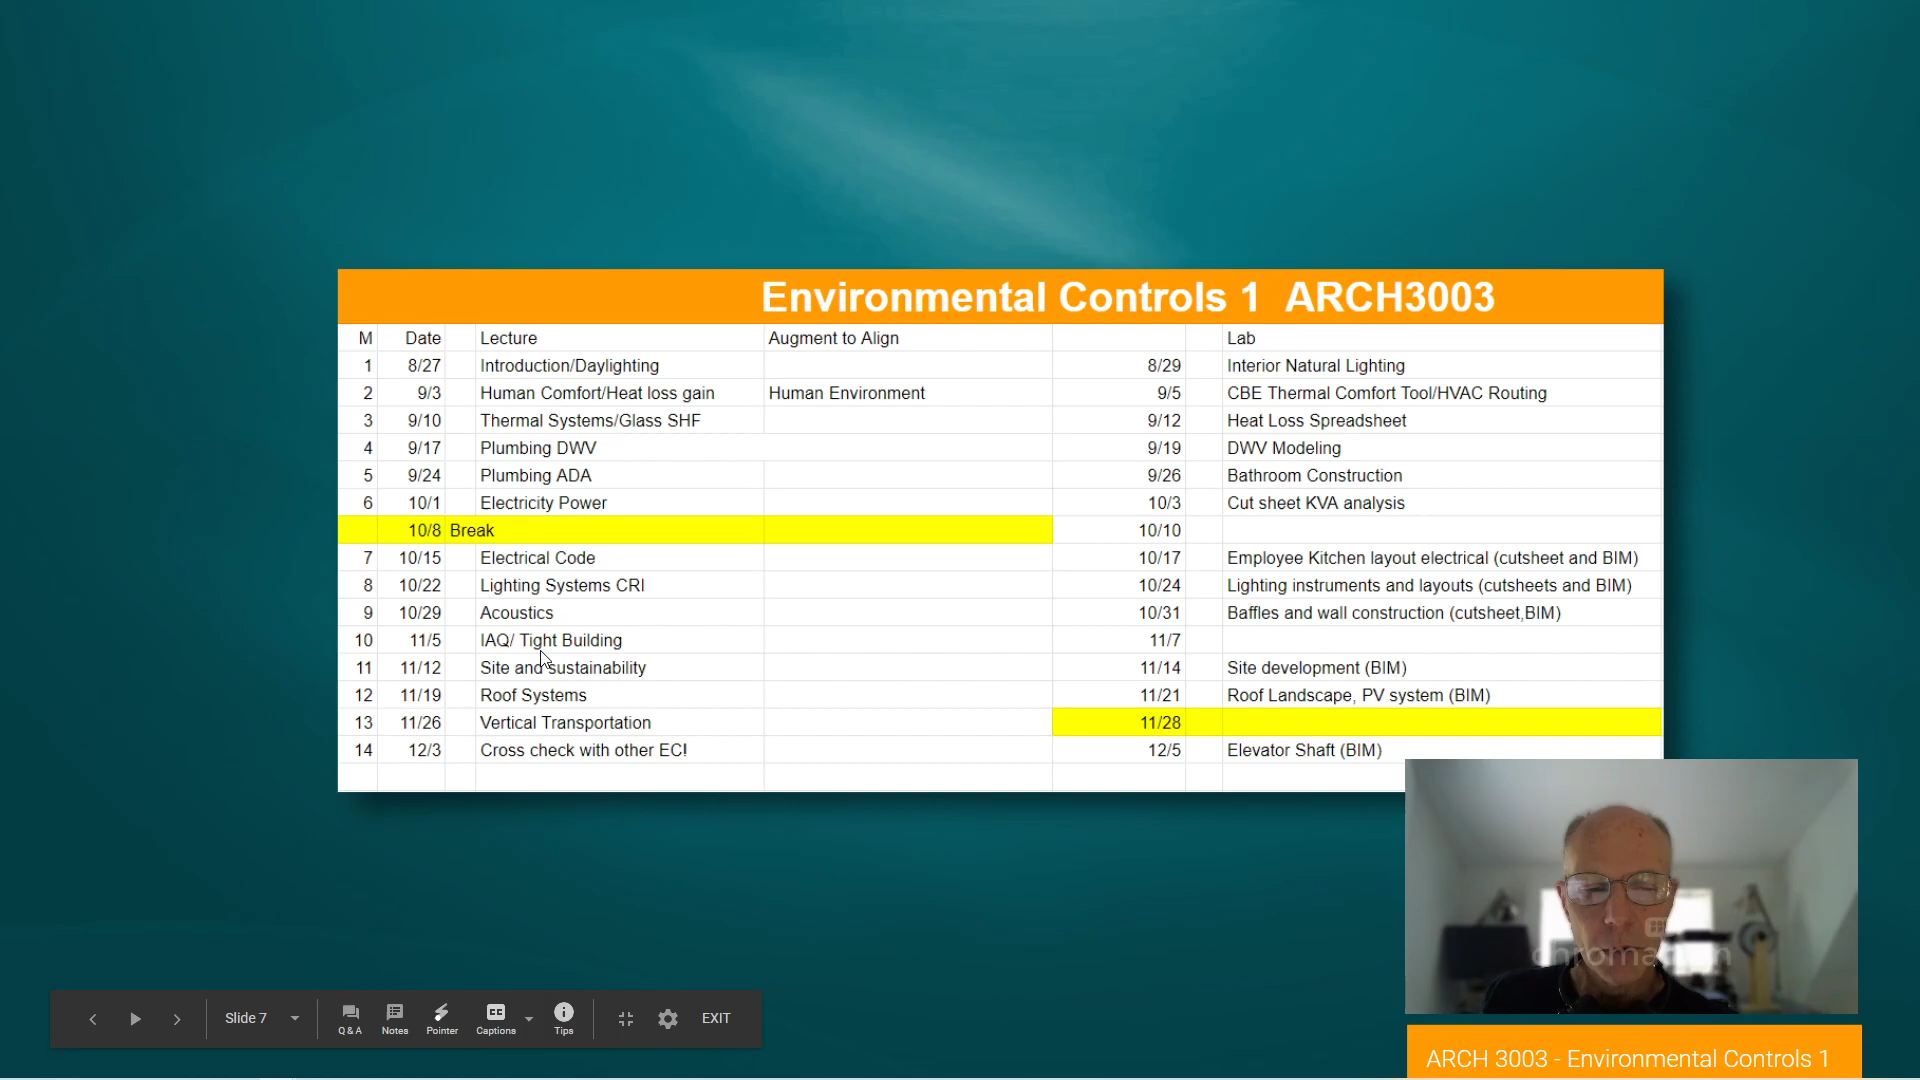 Environmental Controls 1 ARCH3003
M Date Lecture Augment to Align Lab
1 8/27 Introduction/Daylighting 8/29 Interior Natural Lighting
2 9/3 Human Comfort/Heat loss gain Human Environment 9/5 CBE Thermal Comfort Tool/HVAC Routing
3 9/10 Thermal Systems/Glass SHF 9/12 Heat Loss Spreadsheet
4 9/17 Plumbing DWV 9/19 DWV Modeling
5 9/24 Plumbing ADA 9/26 Bathroom Construction
6 10/1 Electricity Power 10/3 Cut sheet KVA analysis
10/8 Break 10/10
7 10/15 Electrical Code 10/17 Employee Kitchen layout electrical (cutsheet and BIM)
8 10/22 Lighting Systems CRI 10/24 Lighting instruments and layouts (cutsheets and BIM)
9 10/29 Acoustics 10/31 Baffles and wall construction (cutsheet,BIM)
10 11/5 IAQ/ Tight Building 11/7
11 11/12 Site and sustainability 11/14 Site development (BIM)
12 11/19 Roof Systems 11/21 Roof Landscape, PV system (BIM)
13 11/26 Vertical Transportation 11/28
14 12/3 Cross check with other EC! 12/5 Elevator Shaft (BIM)
Slide 7 Q & A Notes Pointer Captions Tips EXIT
ARCH 3003 - Environmental Controls 1